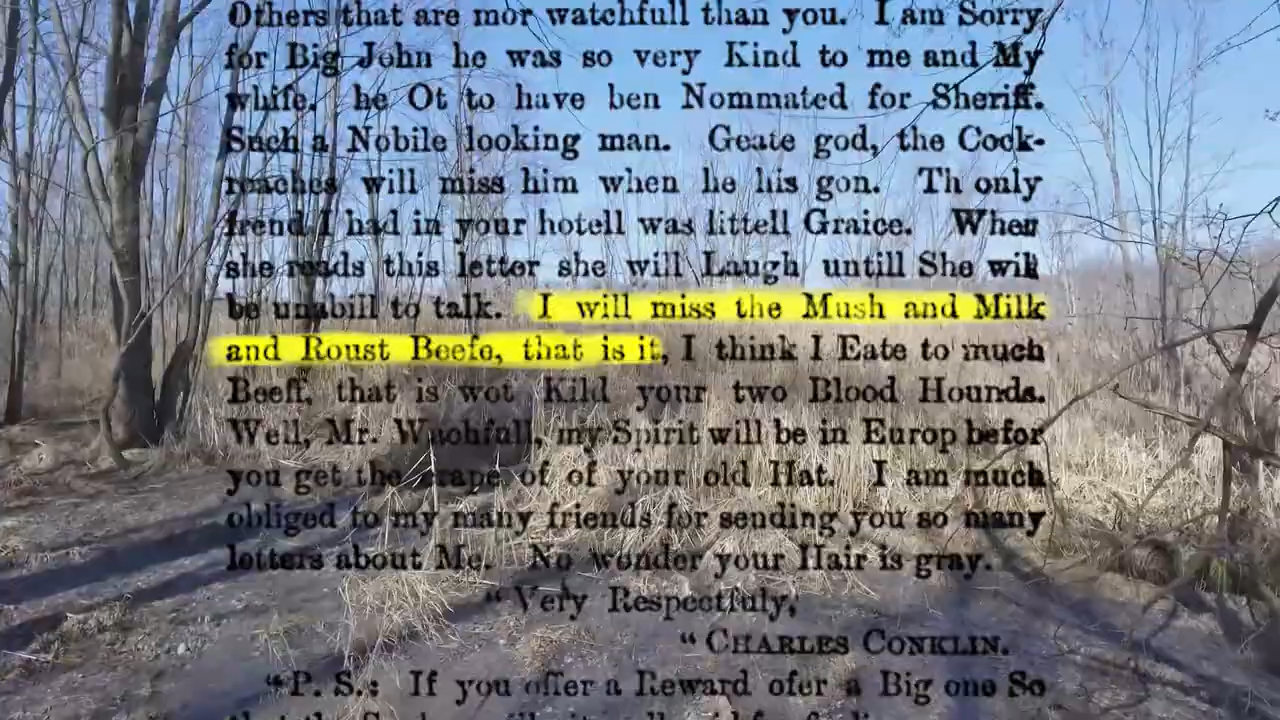 Others that are mor watchfull than you. I am Sorry
for Big John he was so very Kind to me and My
whife. he Ot to have ben Nommated for Sheriff.
Such a Nobile looking man. Geate god, the Cock-
roaches will miss him when he his gon. Th only
frend I had in your hotell was littell Graice. When
she reads this letter she will Laugh untill She will
be unabill to talk. I will miss the Mush and Milk
and Roust Beefe, that is it, I think I Eate to much
Beeff, that is wot Kild your two Blood Hounds.
Well, Mr. Wachfull, my Spirit will be in Europ befor
you get the crape of of your old Hat. I am much
obliged to my many friends for sending you so many
letters about Me. No wonder your Hair is gray.
"Very Respectfuly,
"CHARLES CONKLIN.
"P. S.: If you offer a Reward ofer a Big one So
that the